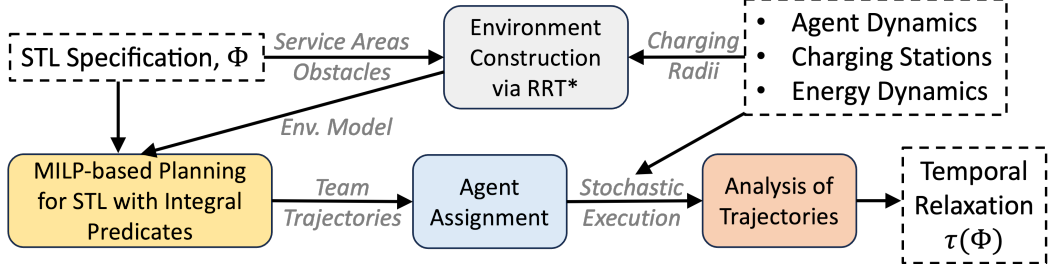 STL Specification, Φ
Service Areas
Obstacles
Environment
Construction
via RRT*
Charging
Radii
• Agent Dynamics
• Charging Stations
• Energy Dynamics
Env. Model
MILP-based Planning
for STL with Integral
Predicates
Team
Trajectories
Agent
Assignment
Stochastic
Execution
Analysis of
Trajectories
Temporal
Relaxation
τ(Φ)